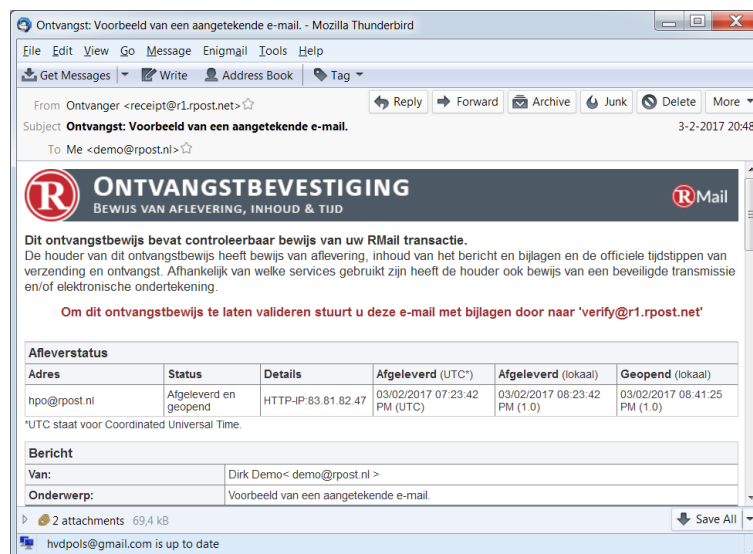 Ontvangst: Voorbeeld van een aangetekende e-mail. - Mozilla Thunderbird
File Edit View Go Message Enigmail Tools Help
Get Messages Write Address Book Tag
From Ontvanger <receipt@r1.rpost.net> Reply Forward Archive Junk Delete More
Subject Ontvangst: Voorbeeld van een aangetekende e-mail. 3-2-2017 20:48
To Me <demo@rpost.nl>
R ONTVANGSTBEVESTIGING
BEWIJS VAN AFLEVERING, INHOUD & TIJD
RMail
Dit ontvangstbewijs bevat controleerbaar bewijs van uw RMail transactie.
De houder van dit ontvangstbewijs heeft bewijs van aflevering, inhoud van het bericht en bijlagen en de officiele tijdstippen van
verzending en ontvangst. Afhankelijk van welke services gebruikt zijn heeft de houder ook bewijs van een beveiligde transmissie
en/of elektronische ondertekening.
Om dit ontvangstbewijs te laten valideren stuurt u deze e-mail met bijlagen door naar 'verify@r1.rpost.net'
Afleverstatus
Adres Status Details Afgeleverd (UTC*) Afgeleverd (lokaal) Geopend (lokaal)
hpo@rpost.nl Afgeleverd en geopend HTTP-IP:83.81.82.47 03/02/2017 07:23:42 PM (UTC) 03/02/2017 08:23:42 PM (1.0) 03/02/2017 08:41:25 PM (1.0)
*UTC staat voor Coordinated Universal Time.
Bericht
Van: Dirk Demo< demo@rpost.nl >
Onderwerp: Voorbeeld van een aangetekende e-mail.
2 attachments 69,4 kB Save All
hvdpols@gmail.com is up to date